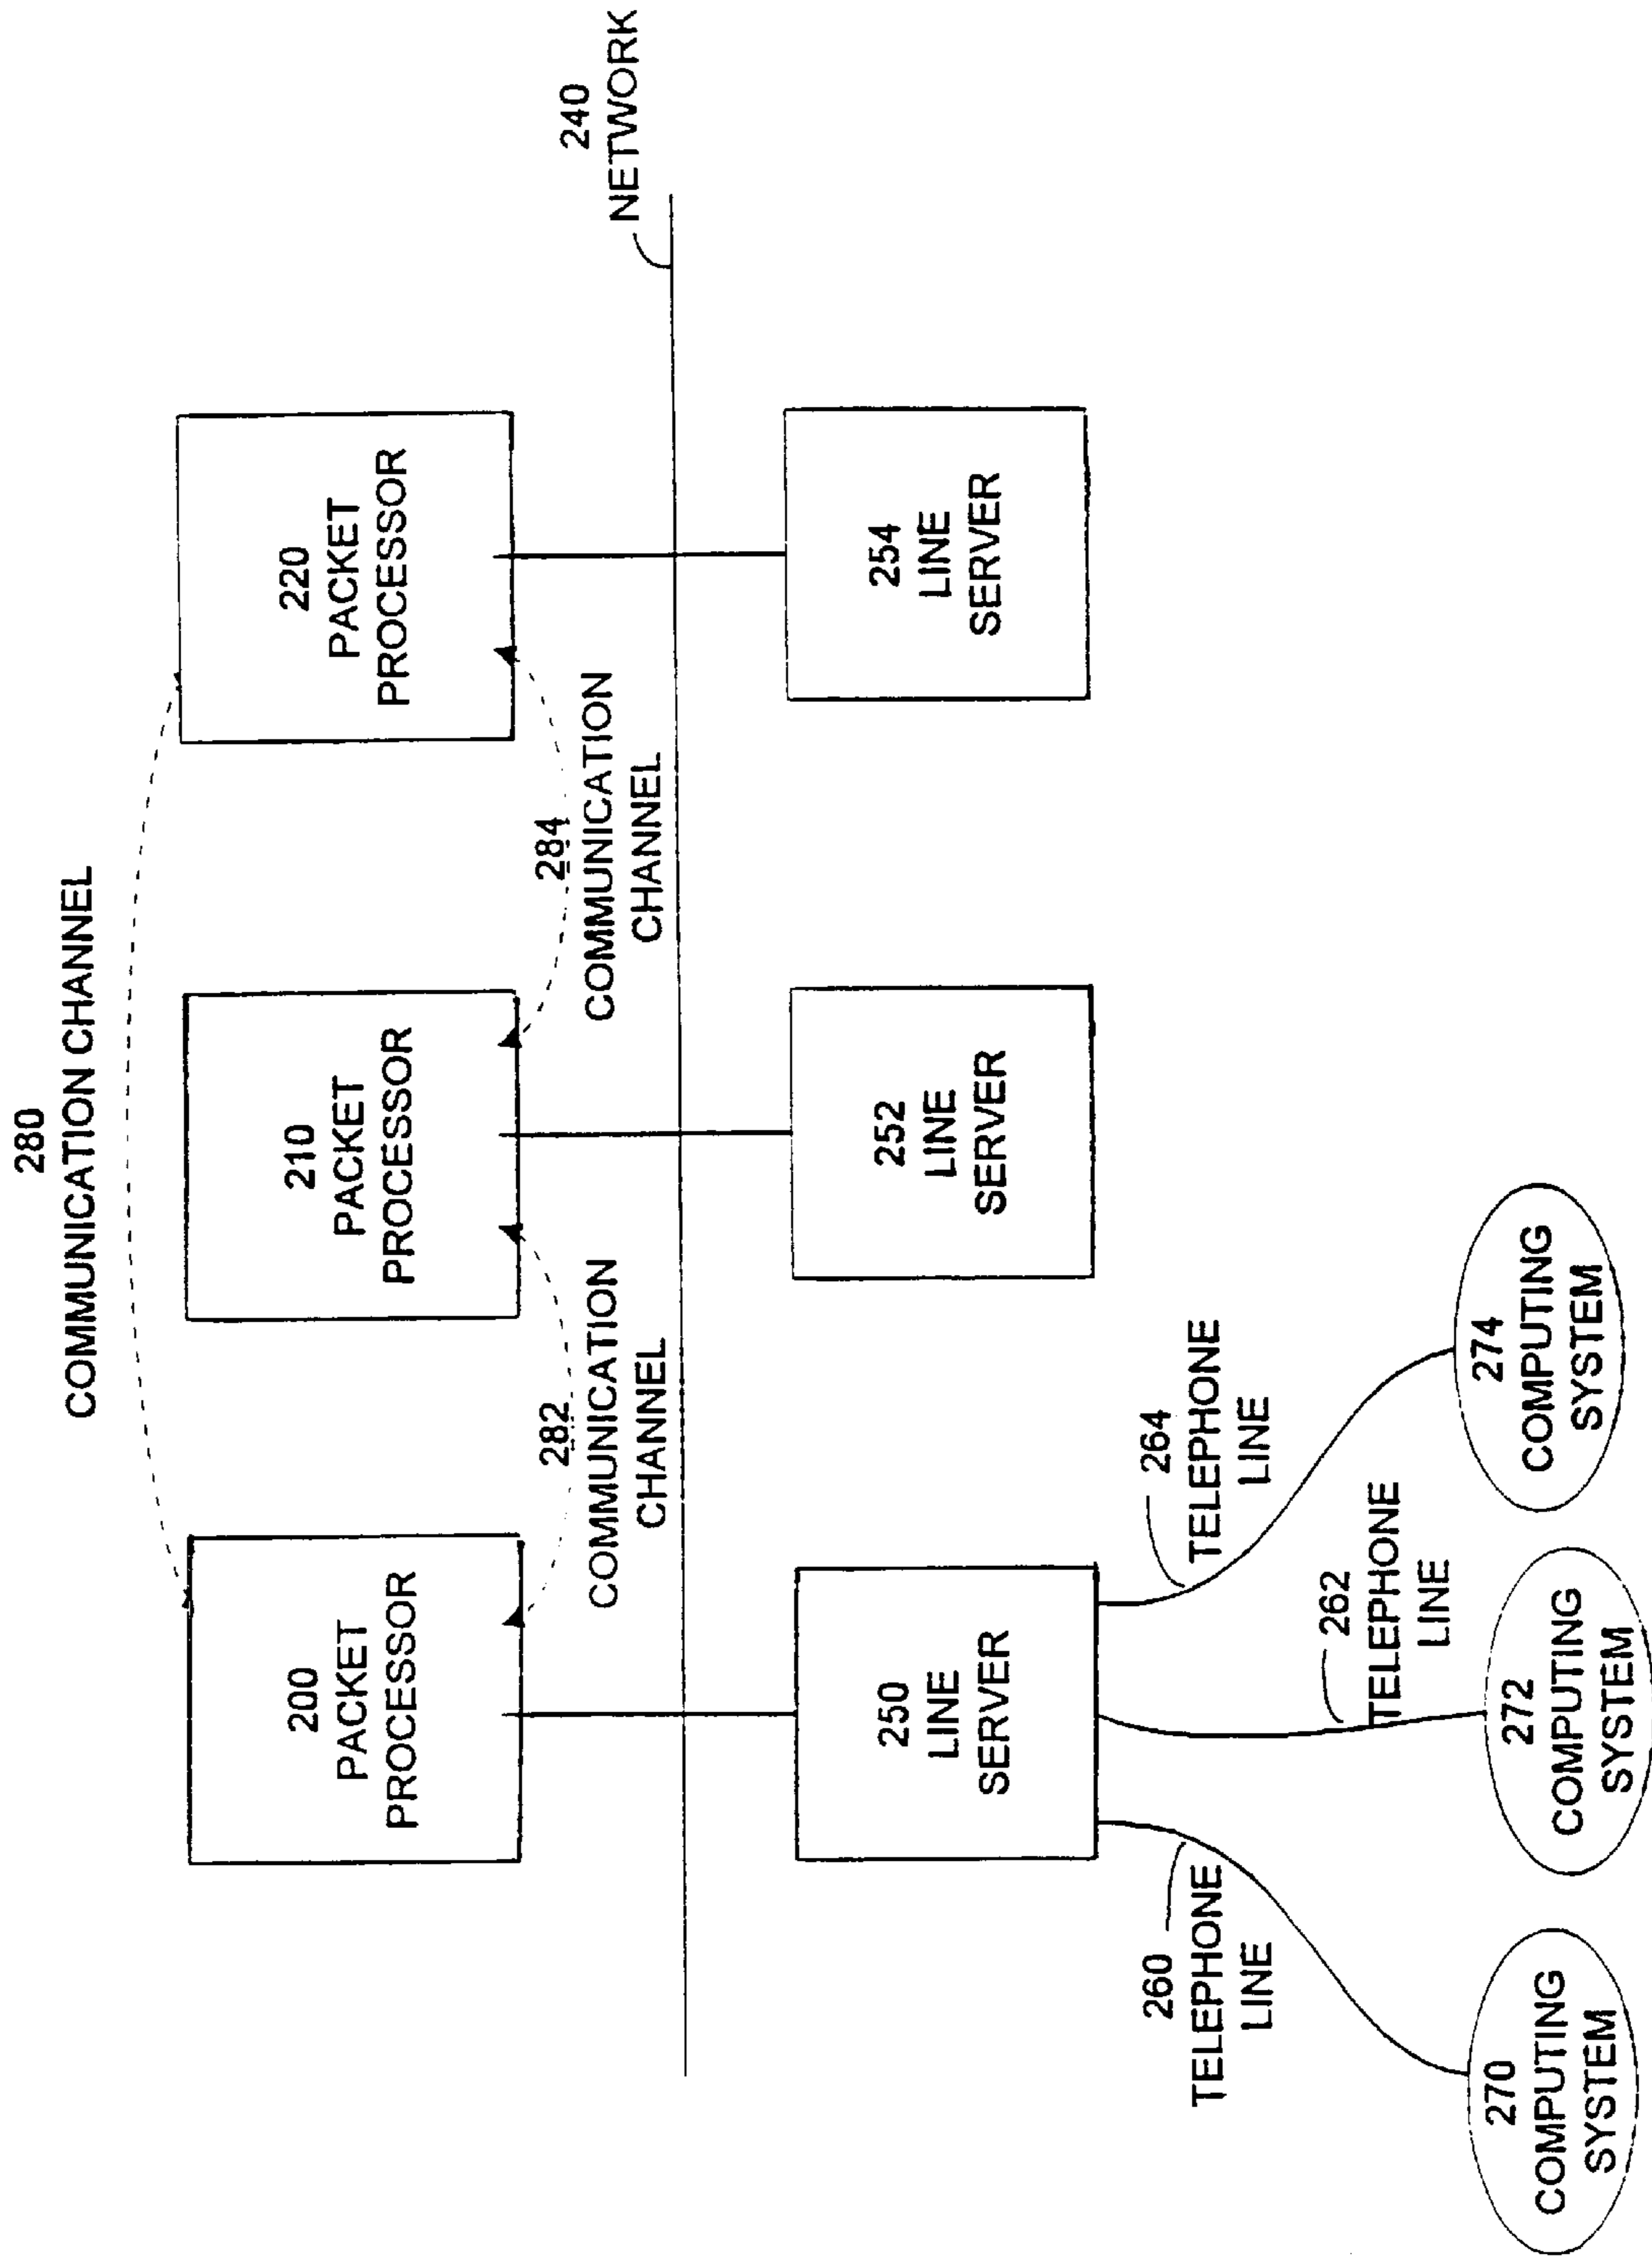 280
COMMUNICATION CHANNEL
200
PACKET
PROCESSOR
210
PACKET
PROCESSOR
220
PACKET
PROCESSOR
282
COMMUNICATION
CHANNEL
284
COMMUNICATION
CHANNEL
240
NETWORK
250
LINE
SERVER
252
LINE
SERVER
254
LINE
SERVER
260
TELEPHONE
LINE
262
TELEPHONE
LINE
264
TELEPHONE
LINE
270
COMPUTING
SYSTEM
272
COMPUTING
SYSTEM
274
COMPUTING
SYSTEM